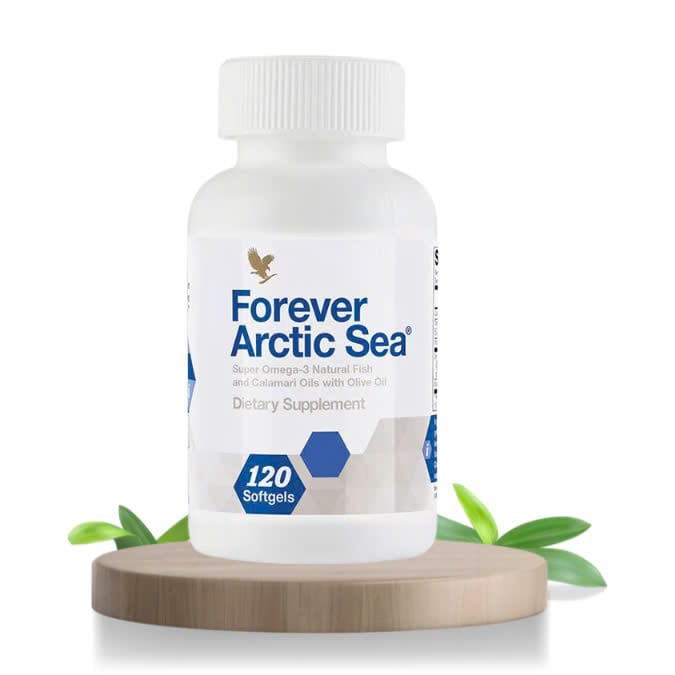 Forever
Arctic Sea®
Super Omega-3 Natural Fish
and Calamari Oils with Olive Oil
Dietary Supplement
120
Softgels